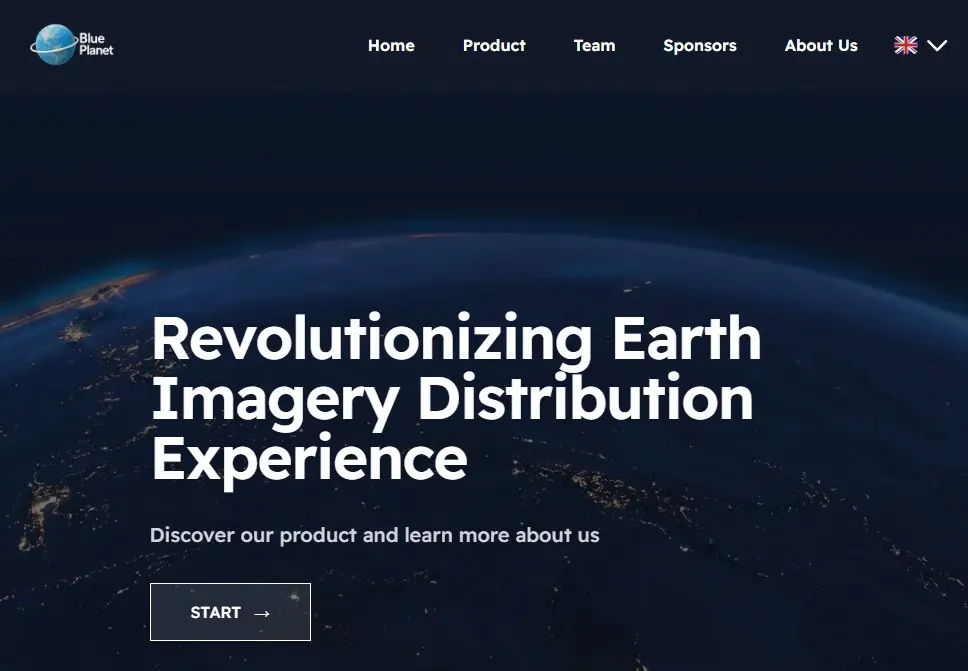 Blue
Planet
Home Product Team Sponsors About Us
Revolutionizing Earth
Imagery Distribution
Experience
Discover our product and learn more about us
START →